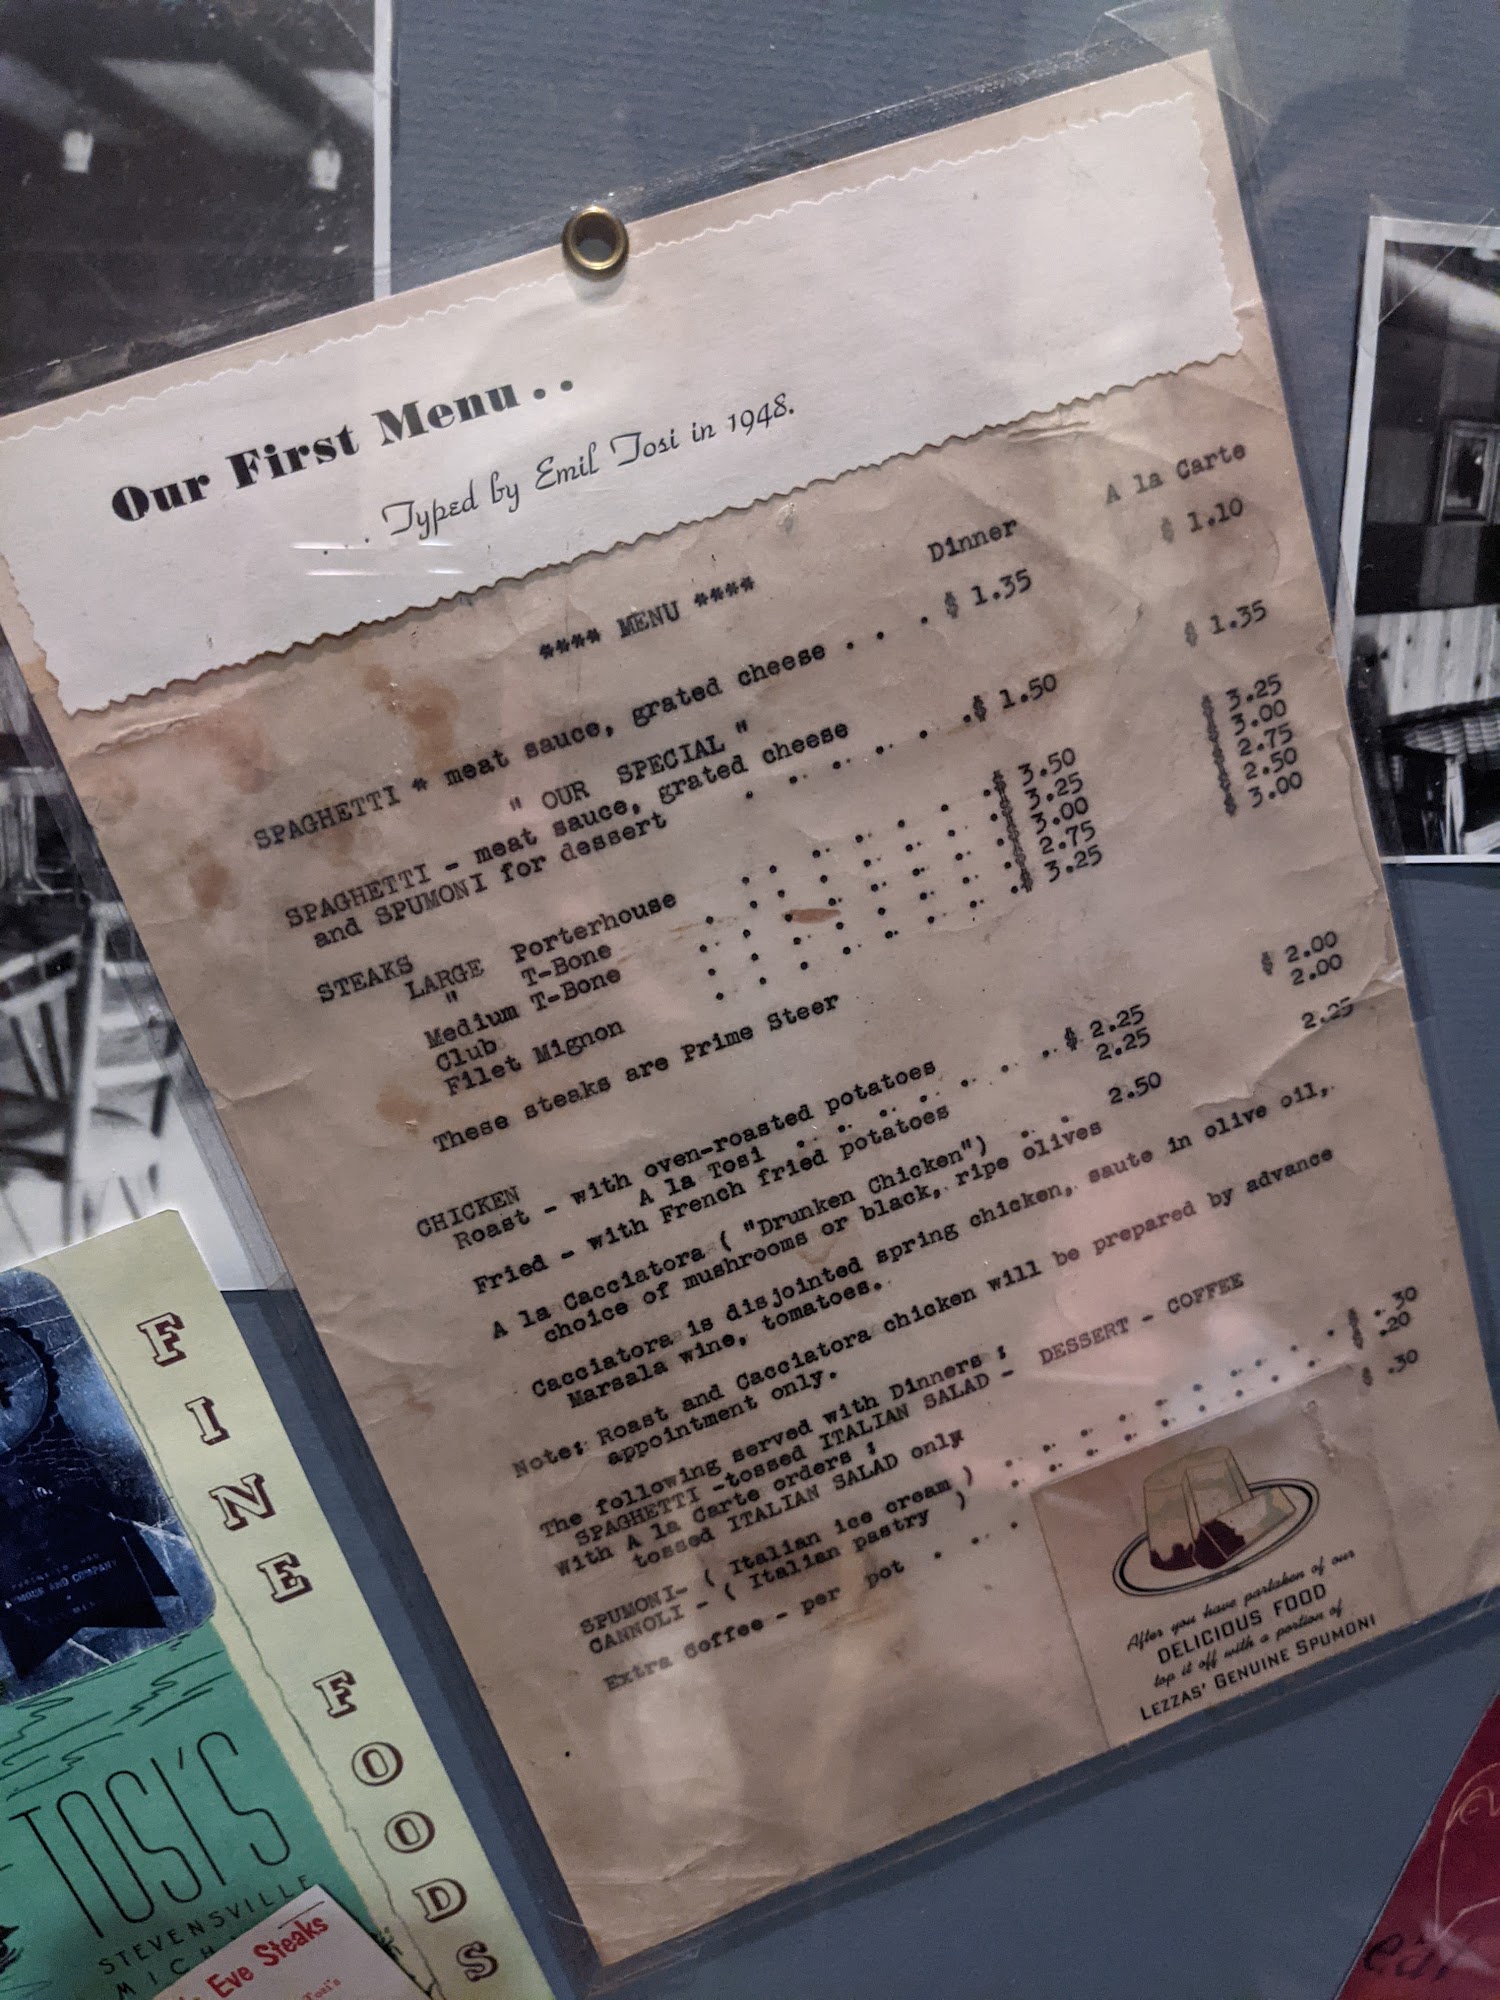 Our First Menu . .
. . . Typed by Emil Tosi in 1948.
**** MENU ****
Dinner A la Carte
SPAGHETTI * meat sauce, grated cheese . . . . $ 1.35 $ 1.10
" OUR SPECIAL "
SPAGHETTI - meat sauce, grated cheese
and SPUMONI for dessert . . . . . . $ 1.50 $ 1.35
STEAKS
LARGE Porterhouse . . . . . . $ 3.50 $ 3.25
" T-Bone . . . . . . . $ 3.25 $ 3.00
Medium T-Bone . . . . . . . $ 3.00 $ 2.75
Club . . . . . . . $ 2.75 $ 2.50
Filet Mignon . . . . . . . $ 3.25 $ 3.00
These steaks are Prime Steer
CHICKEN
Roast - with oven-roasted potatoes
A la Tosi . . . . . . . $ 2.25 $ 2.00
Fried - with French fried potatoes 2.25 2.00
A la Cacciatora ( "Drunken Chicken") . . 2.50 2.25
choice of mushrooms or black, ripe olives
Cacciatora is disjointed spring chicken, saute in olive oil,
Marsala wine, tomatoes.
Note: Roast and Cacciatora chicken will be prepared by advance
appointment only.
The following served with Dinners :
SPAGHETTI -tossed ITALIAN SALAD - DESSERT - COFFEE
With A la Carte orders :
tossed ITALIAN SALAD only
SPUMONI- ( Italian ice cream ) . . . . . . . $ .30
CANNOLI - ( Italian pastry ) . . . . . . . $ .20
Extra Coffee - per pot . . . $ .30
After you have partaken of our
DELICIOUS FOOD
top it off with a portion of
LEZZAS' GENUINE SPUMONI
FINE FOODS
TOSI'S
STEVENSVILLE
MICH
Eve Steaks
Tosi's
ARMOUR AND COMPANY